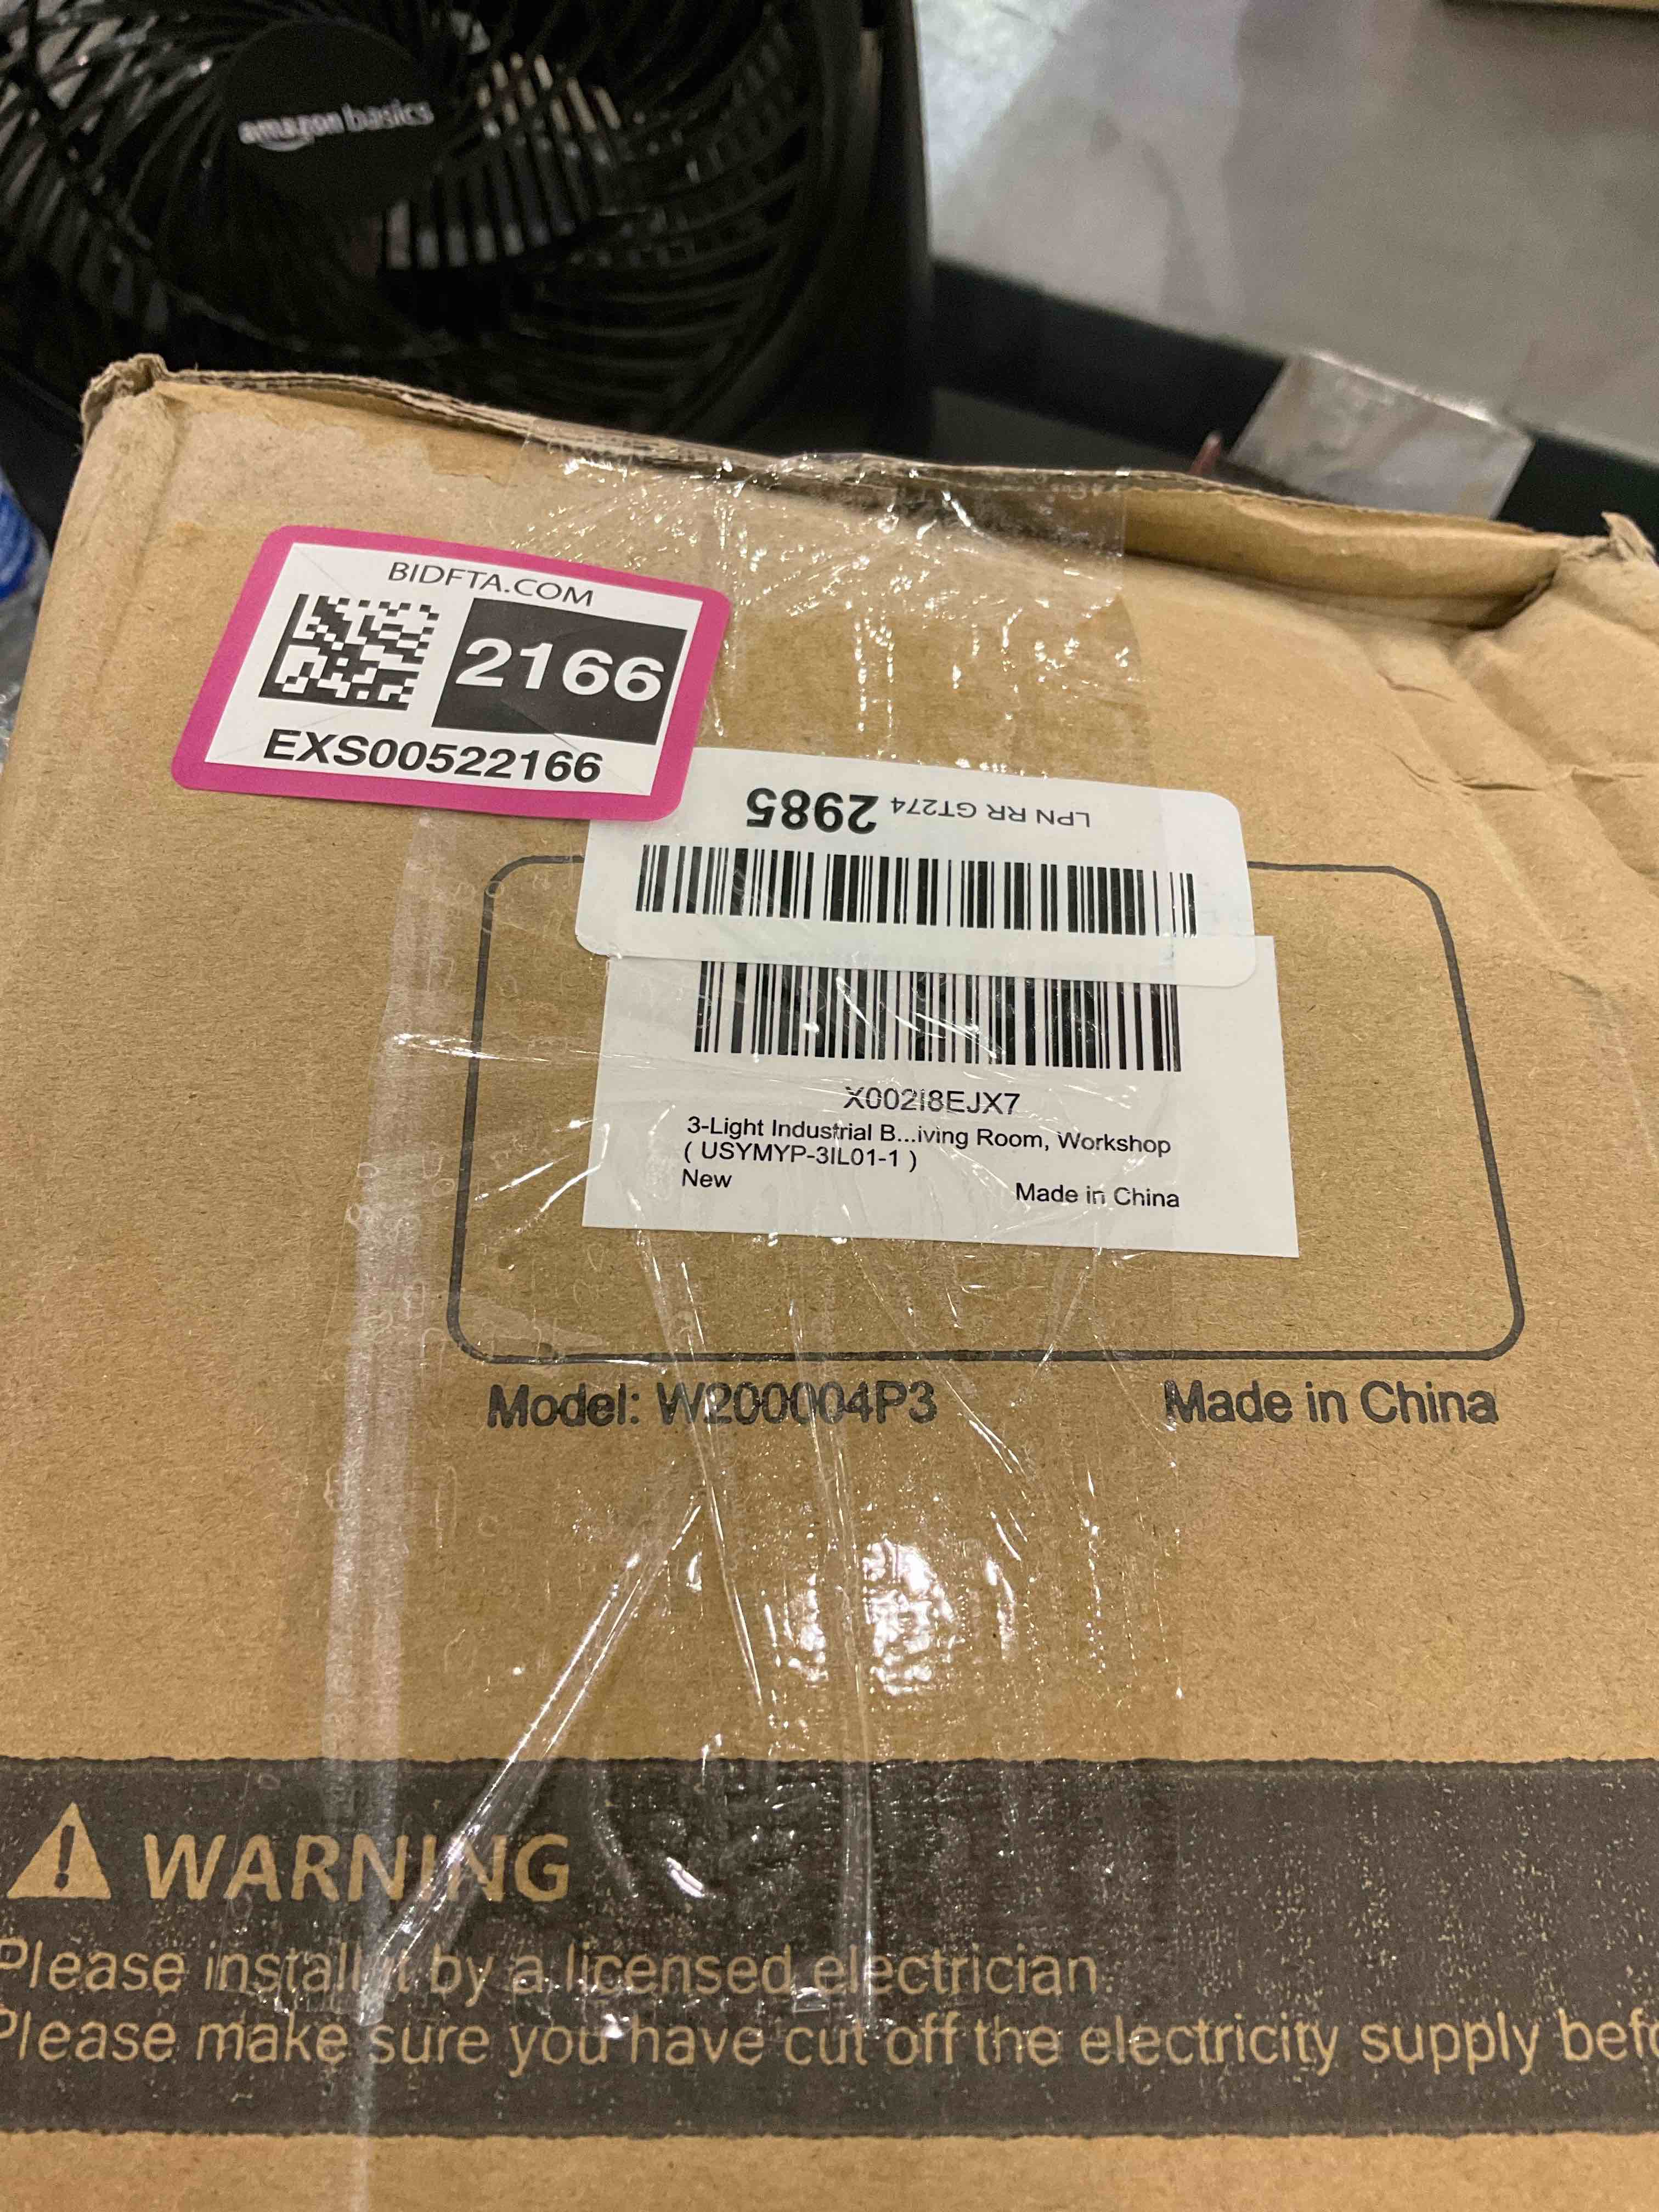 amazon basics
BIDFTA.COM
2166
EXS00522166
LPN RR GT274 2985
X002I8EJX7
3-Light Industrial B...iving Room, Workshop
( USYMYP-3IL01-1 )
New
Made in China
Model: W200004P3 Made in China
WARNING
Please install it by a licensed electrician.
Please make sure you have cut off the electricity supply befo